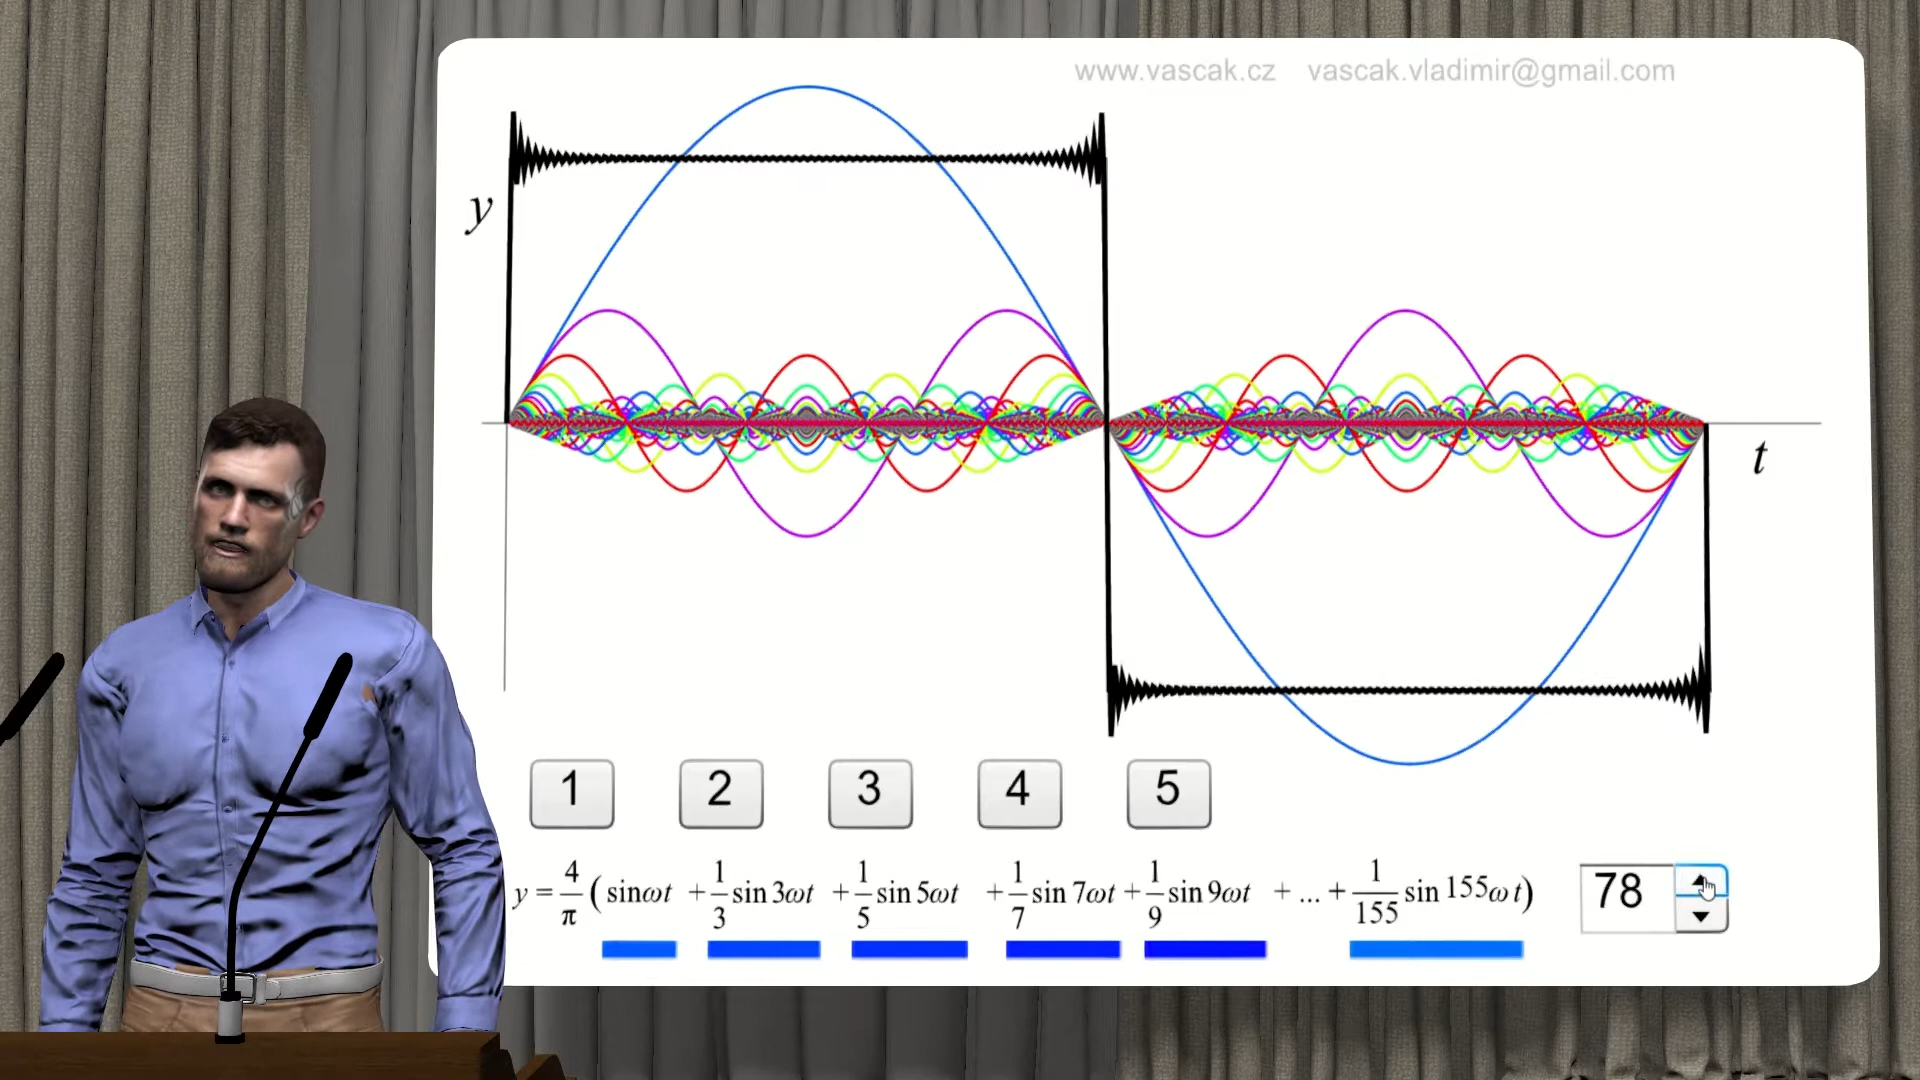 www.vascak.cz vascak.vladimir@gmail.com
y
t
1 2 3 4 5
y = 4/π ( sinωt + 1/3 sin 3ωt + 1/5 sin 5ωt + 1/7 sin 7ωt + 1/9 sin 9ωt + ... + 1/155 sin 155ω t)
78